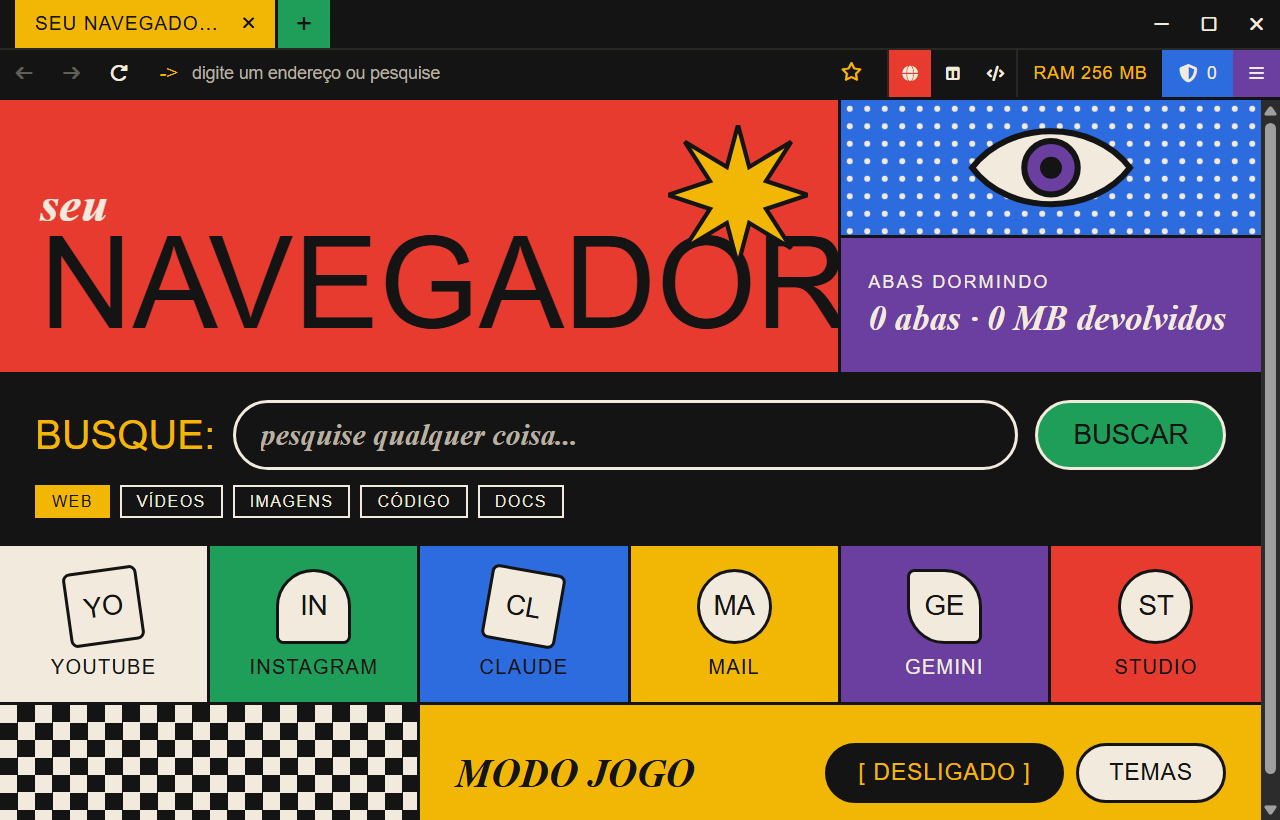 SEU NAVEGADO... ✕ +
-> digite um endereço ou pesquise
RAM 256 MB
0
seu
NAVEGADOR
ABAS DORMINDO
0 abas · 0 MB devolvidos
BUSQUE:
pesquise qualquer coisa...
BUSCAR
WEB
VÍDEOS
IMAGENS
CÓDIGO
DOCS
YO
YOUTUBE
IN
INSTAGRAM
CL
CLAUDE
MA
MAIL
GE
GEMINI
ST
STUDIO
MODO JOGO
[ DESLIGADO ]
TEMAS